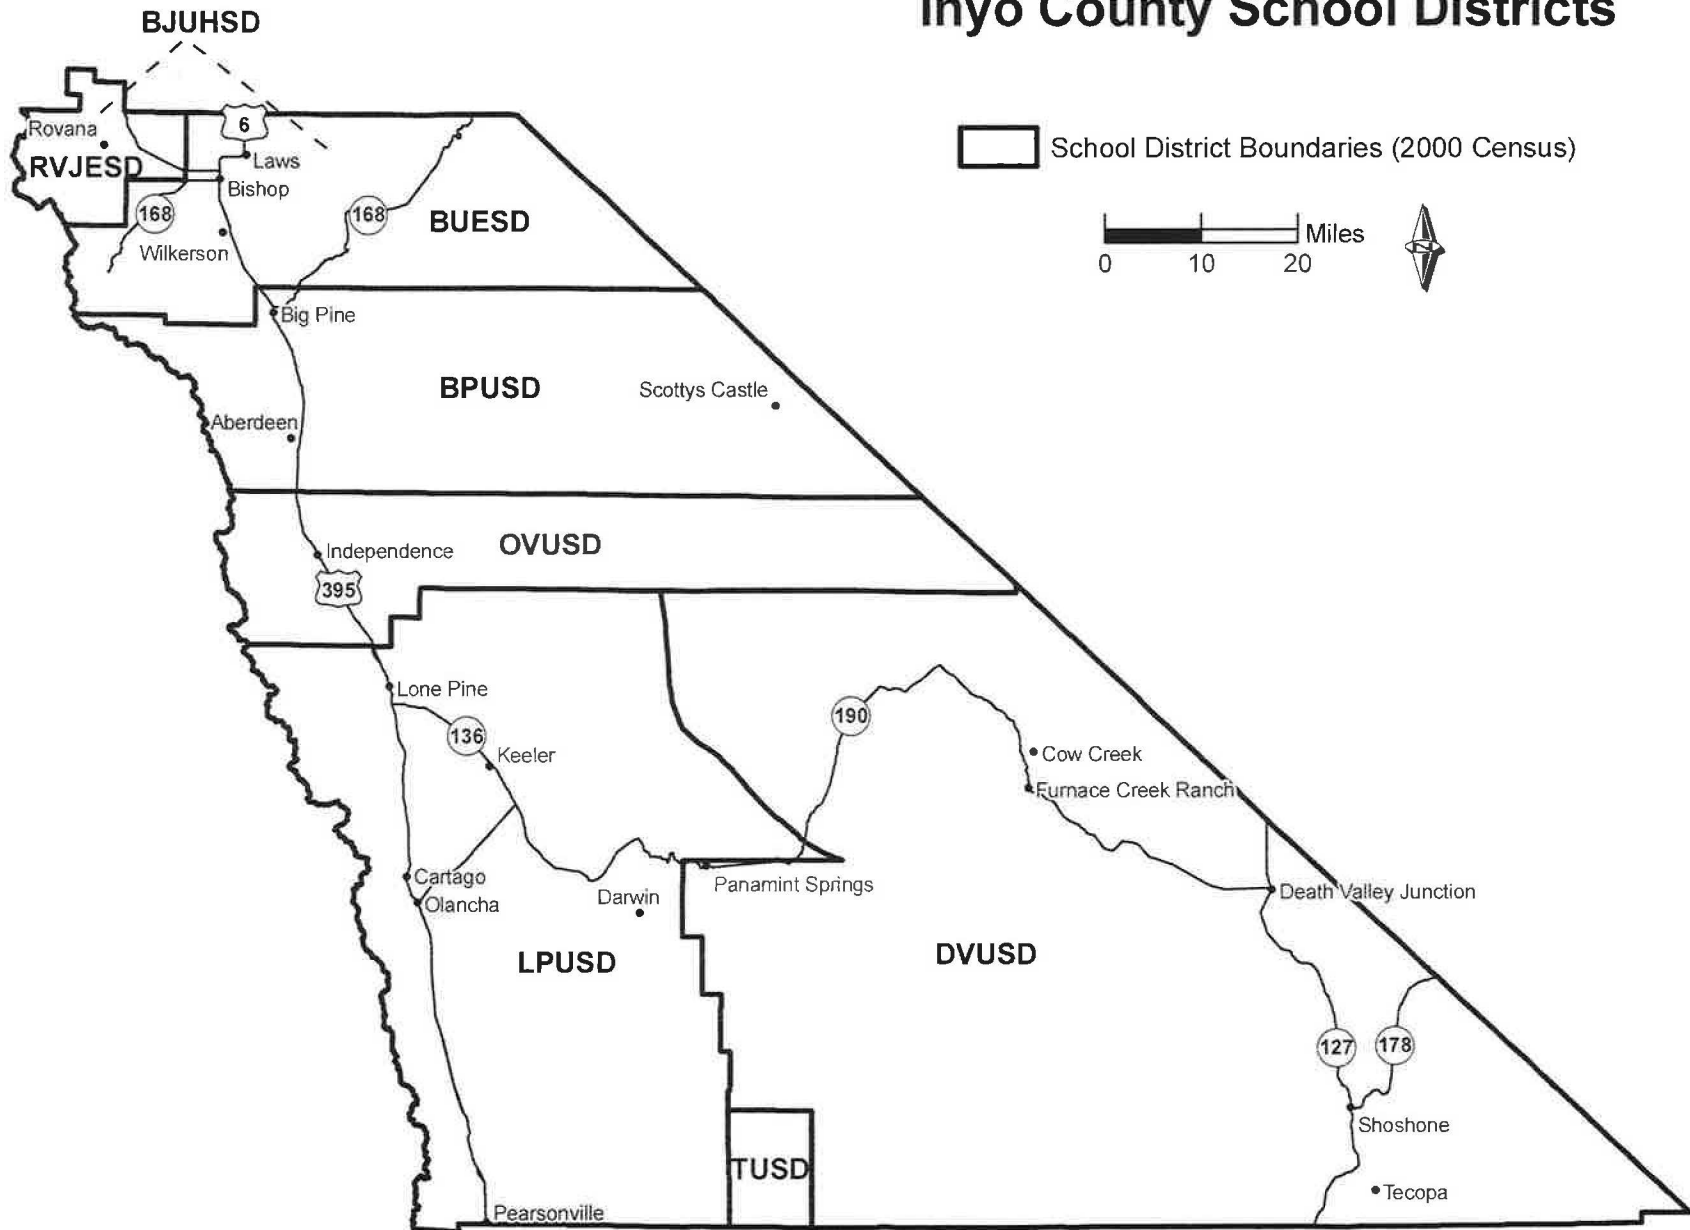 Inyo County School Districts
BJUHSD
6
Rovana
School District Boundaries (2000 Census)
Laws
RVJESD
Bishop
168
168
BUESD
Miles
Wilkerson
0 10 20
N
Big Pine
BPUSD
Scottys Castle
Aberdeen
OVUSD
Independence
395
Lone Pine
190
136
Keeler
Cow Creek
Furnace Creek Ranch
Cartago
Panamint Springs
Death Valley Junction
Darwin
Olancha
DVUSD
LPUSD
127
178
Shoshone
TUSD
Tecopa
Pearsonville